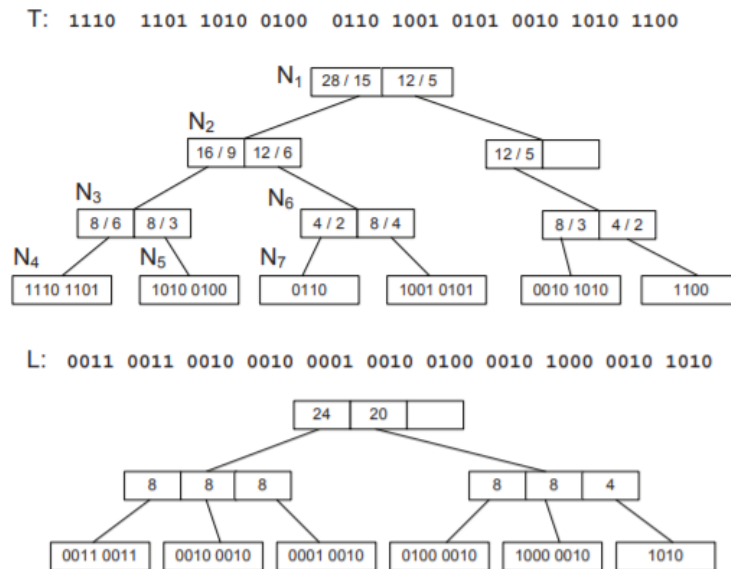 T: 1110 1101 1010 0100 0110 1001 0101 0010 1010 1100
N1 28 / 15 12 / 5
N2
16 / 9 12 / 6 12 / 5
N3 N6
8 / 6 8 / 3 4 / 2 8 / 4 8 / 3 4 / 2
N4 N5 N7
1110 1101 1010 0100 0110 1001 0101 0010 1010 1100
L: 0011 0011 0010 0010 0001 0010 0100 0010 1000 0010 1010
24 20
8 8 8 8 8 4
0011 0011 0010 0010 0001 0010 0100 0010 1000 0010 1010